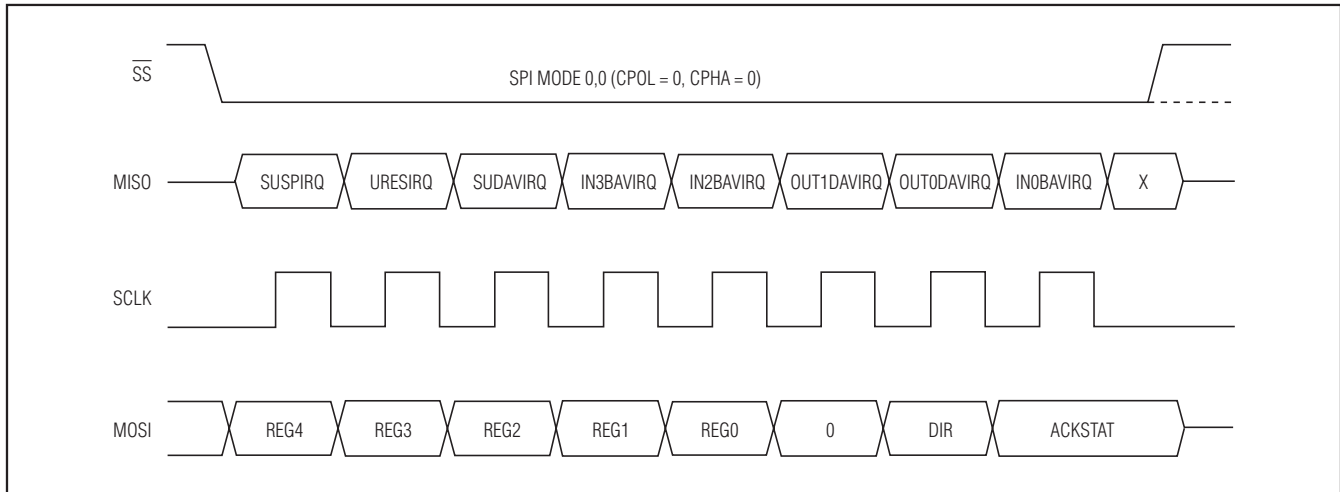 SS
SPI MODE 0,0 (CPOL = 0, CPHA = 0)
MISO SUSPIRQ URESIRQ SUDAVIRQ IN3BAVIRQ IN2BAVIRQ OUT1DAVIRQ OUT0DAVIRQ IN0BAVIRQ X
SCLK
MOSI REG4 REG3 REG2 REG1 REG0 0 DIR ACKSTAT